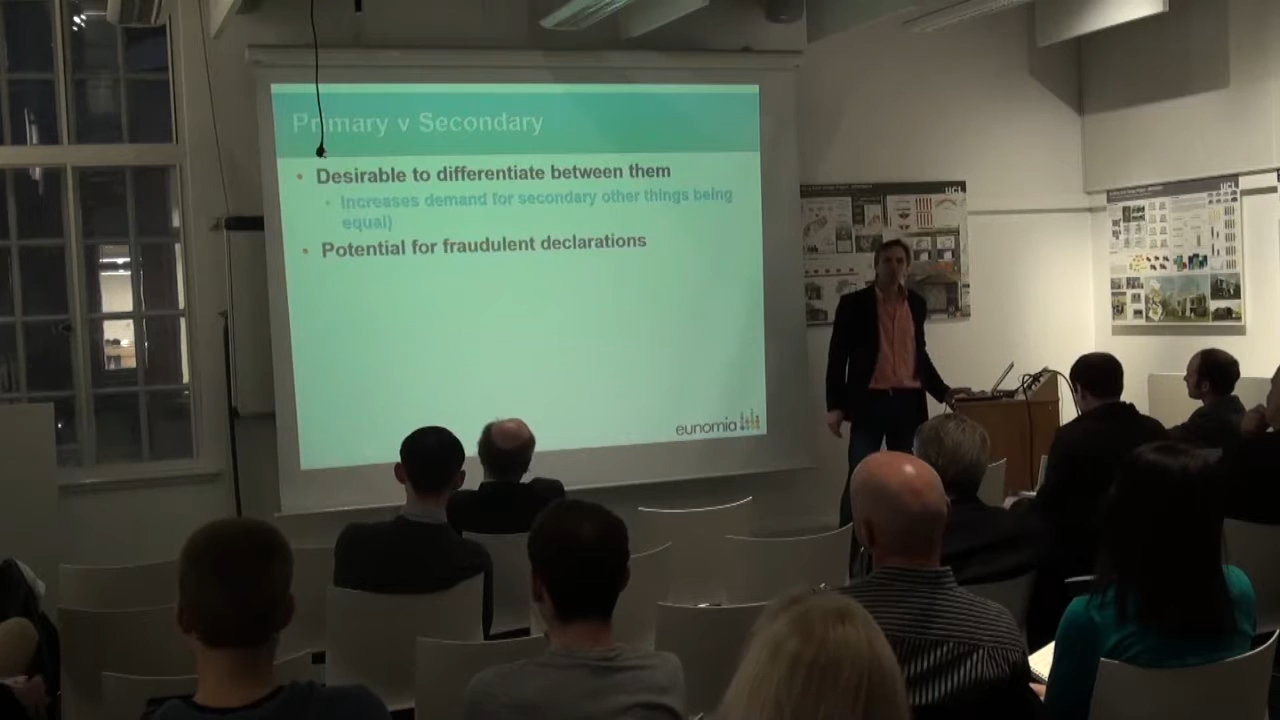 Primary v Secondary
Desirable to differentiate between them
Increases demand for secondary other things being
equal)
Potential for fraudulent declarations
eunomia
UCL
UCL